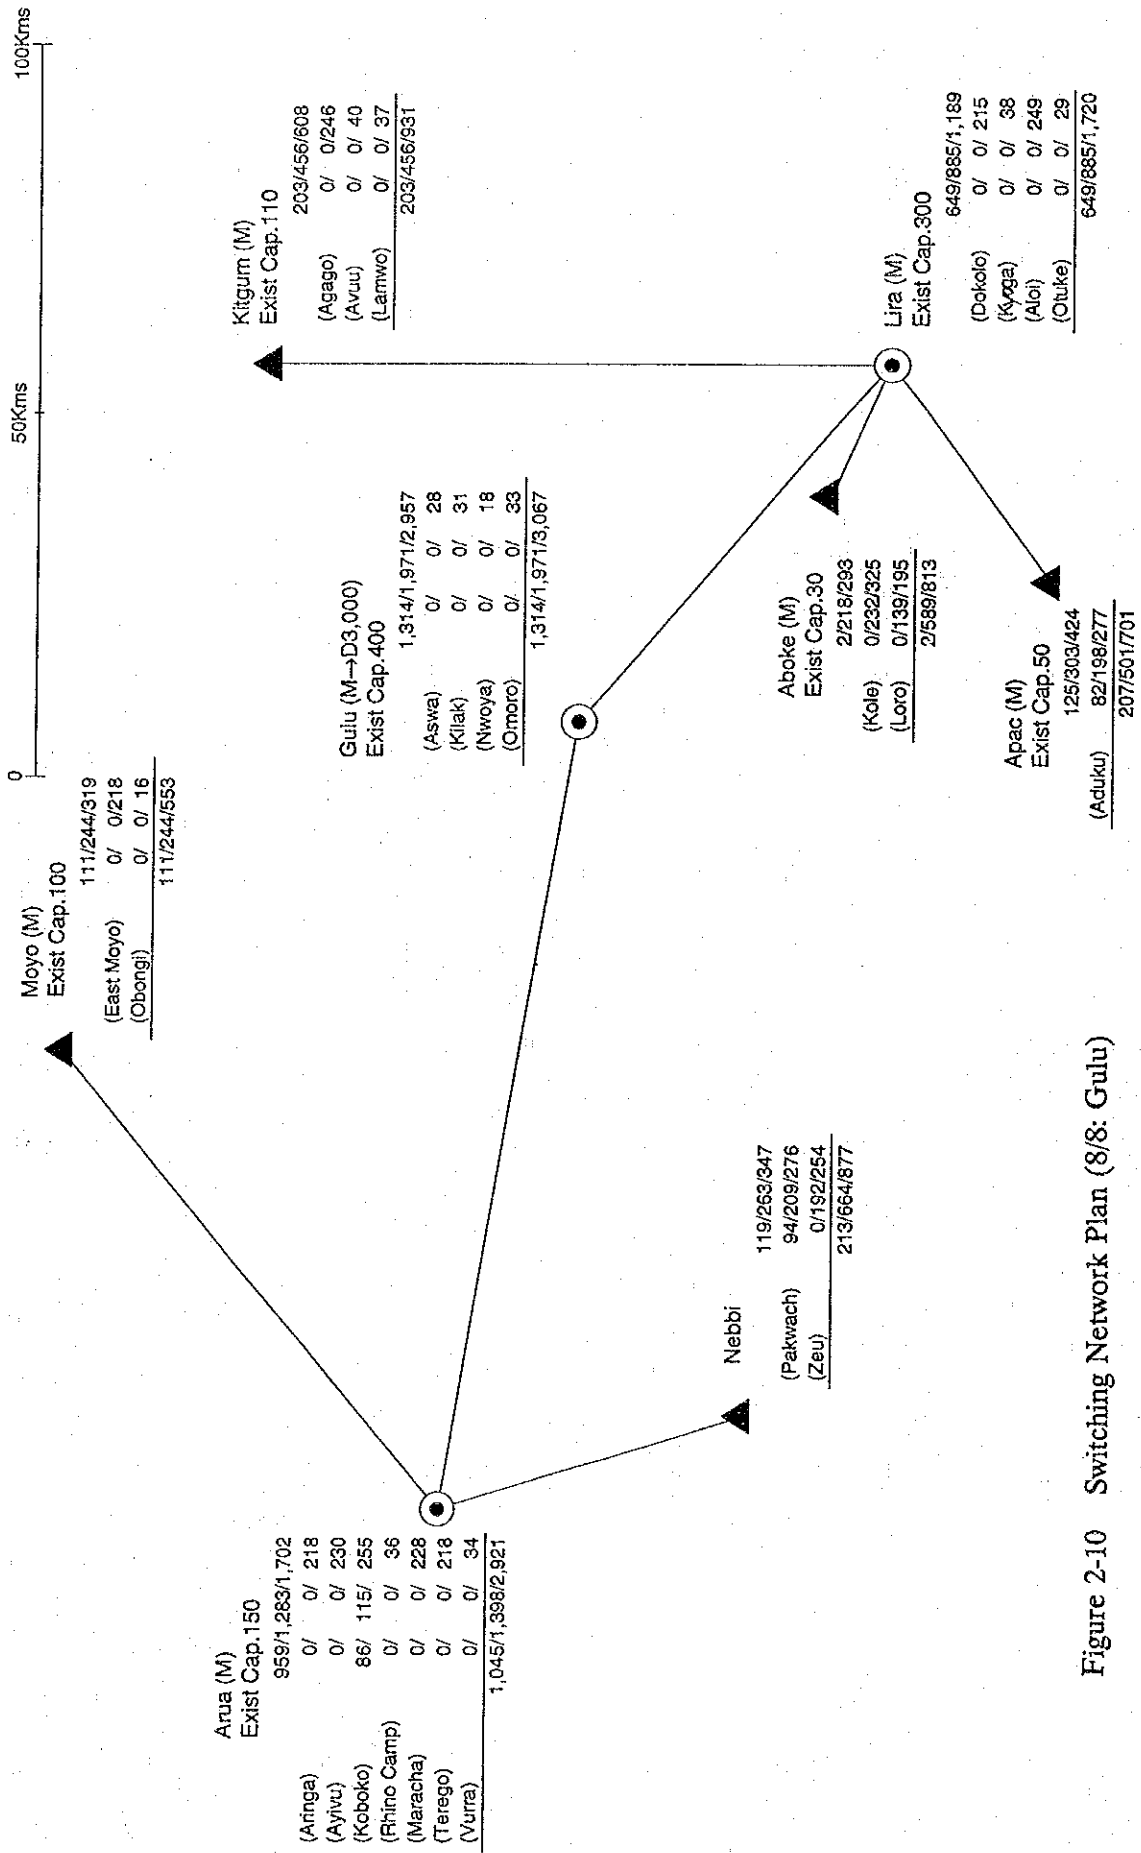 0 50Kms 100Kms
Moyo (M)
Exist Cap.100
111/244/319
(East Moyo) 0/ 0/218
(Obongi) 0/ 0/ 16
111/244/553
Kitgum (M)
Exist Cap.110
203/456/608
(Agago) 0/ 0/246
(Avuu) 0/ 0/ 40
(Lamwo) 0/ 0/ 37
203/456/931
Arua (M)
Exist Cap.150
959/1,283/1,702
(Aringa) 0/ 0/ 218
(Ayivu) 0/ 0/ 230
(Koboko) 86/ 115/ 255
(Rhino Camp) 0/ 0/ 36
(Maracha) 0/ 0/ 228
(Terego) 0/ 0/ 218
(Vurra) 0/ 0/ 34
1,045/1,398/2,921
Gulu (M→D3,000)
Exist Cap.400
1,314/1,971/2,957
(Aswa) 0/ 0/ 28
(Kilak) 0/ 0/ 31
(Nwoya) 0/ 0/ 18
(Omoro) 0/ 0/ 33
1,314/1,971/3,067
Nebbi
119/263/347
(Pakwach) 94/209/276
(Zeu) 0/192/254
213/664/877
Aboke (M)
Exist Cap.30
2/218/293
(Kole) 0/232/325
(Loro) 0/139/195
2/589/813
Lira (M)
Exist Cap.300
649/885/1,189
(Dokolo) 0/ 0/ 215
(Kyoga) 0/ 0/ 38
(Aloi) 0/ 0/ 249
(Otuke) 0/ 0/ 29
649/885/1,720
Apac (M)
Exist Cap.50
125/303/424
(Aduku) 82/198/277
207/501/701
Figure 2-10 Switching Network Plan (8/8: Gulu)